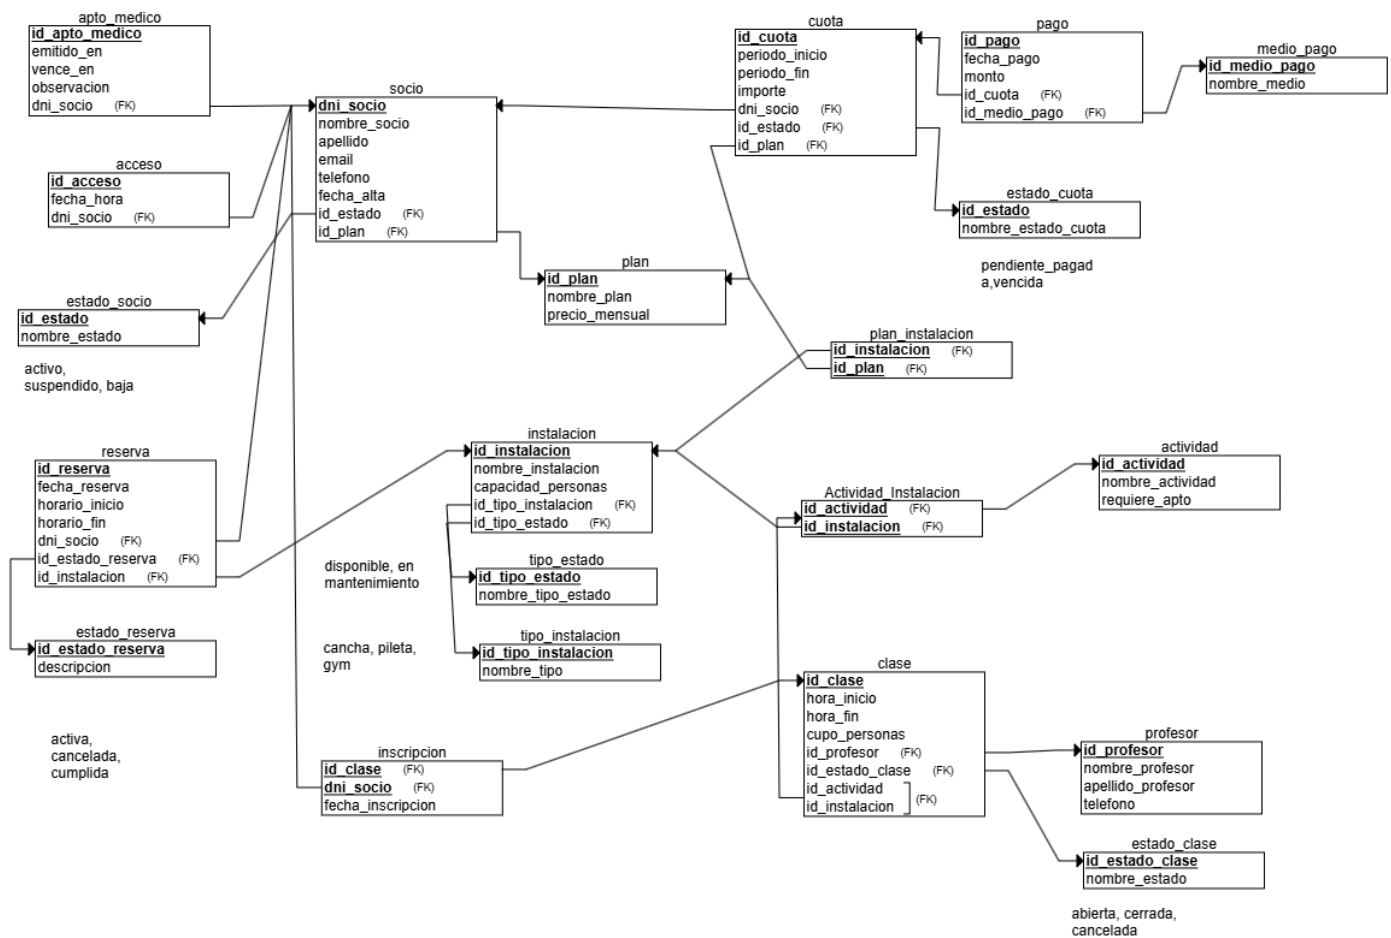 apto_medico
id_apto_medico
emitido_en
vence_en
observacion
dni_socio (FK)
acceso
id_acceso
fecha_hora
dni_socio (FK)
estado_socio
id_estado
nombre_estado
activo,
suspendido, baja
socio
dni_socio
nombre_socio
apellido
email
telefono
fecha_alta
id_estado (FK)
id_plan (FK)
cuota
id_cuota
periodo_inicio
periodo_fin
importe
dni_socio (FK)
id_estado (FK)
id_plan (FK)
pago
id_pago
fecha_pago
monto
id_cuota (FK)
id_medio_pago (FK)
medio_pago
id_medio_pago
nombre_medio
estado_cuota
id_estado
nombre_estado_cuota
pendiente_pagad
a,vencida
plan
id_plan
nombre_plan
precio_mensual
plan_instalacion
id_instalacion (FK)
id_plan (FK)
reserva
id_reserva
fecha_reserva
horario_inicio
horario_fin
dni_socio (FK)
id_estado_reserva (FK)
id_instalacion (FK)
estado_reserva
id_estado_reserva
descripcion
activa,
cancelada,
cumplida
instalacion
id_instalacion
nombre_instalacion
capacidad_personas
id_tipo_instalacion (FK)
id_tipo_estado (FK)
disponible, en
mantenimiento
tipo_estado
id_tipo_estado
nombre_tipo_estado
cancha, pileta,
gym
tipo_instalacion
id_tipo_instalacion
nombre_tipo
Actividad_Instalacion
id_actividad (FK)
id_instalacion (FK)
actividad
id_actividad
nombre_actividad
requiere_apto
inscripcion
id_clase (FK)
dni_socio (FK)
fecha_inscripcion
clase
id_clase
hora_inicio
hora_fin
cupo_personas
id_profesor (FK)
id_estado_clase (FK)
id_actividad
id_instalacion (FK)
profesor
id_profesor
nombre_profesor
apellido_profesor
telefono
estado_clase
id_estado_clase
nombre_estado
abierta, cerrada,
cancelada